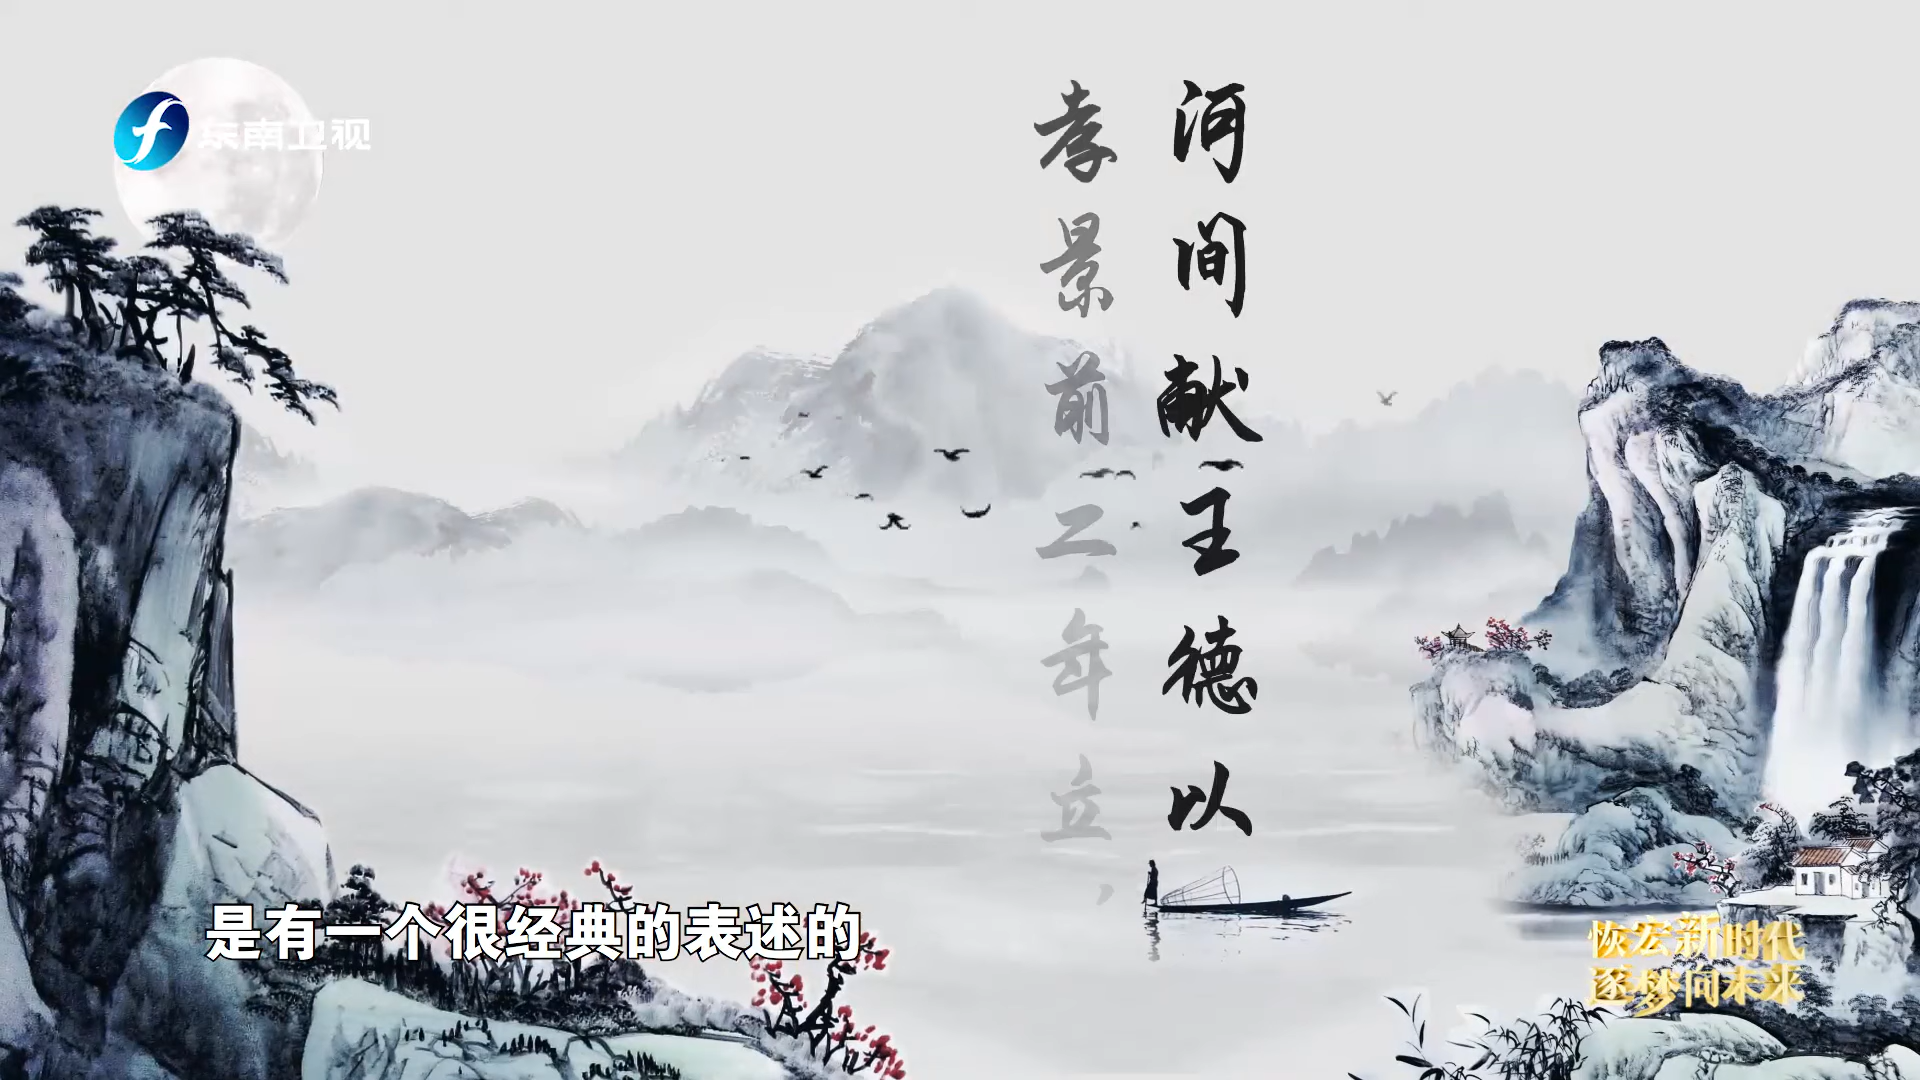 东南卫视
河间献王德以
孝景前二年立，
是有一个很经典的表述的
恢宏新时代
逐梦向未来